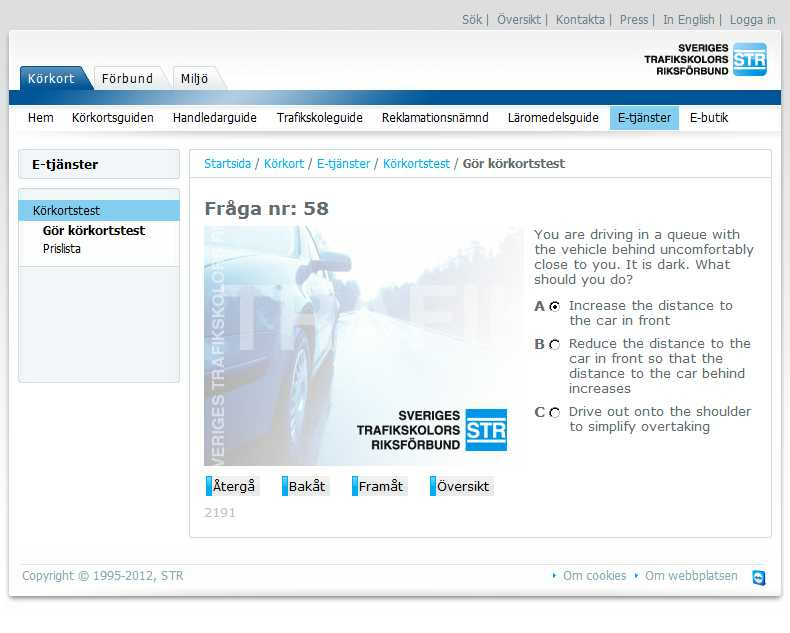 Sök | Översikt | Kontakta | Press | In English | Logga in
SVERIGES
TRAFIKSKOLORS
RIKSFÖRBUND
STR
Körkort Förbund Miljö
Hem Körkortsguiden Handledarguide Trafikskoleguide Reklamationsnämnd Läromedelsguide E-tjänster E-butik
E-tjänster
Körkortstest
Gör körkortstest
Prislista
Startsida / Körkort / E-tjänster / Körkortstest / Gör körkortstest
Fråga nr: 58
SVERIGES TRAFIKSKOLOR
SVERIGES
TRAFIKSKOLORS
RIKSFÖRBUND
STR
You are driving in a queue with
the vehicle behind uncomfortably
close to you. It is dark. What
should you do?
A Increase the distance to
the car in front
B Reduce the distance to the
car in front so that the
distance to the car behind
increases
C Drive out onto the shoulder
to simplify overtaking
Återgå Bakåt Framåt Översikt
2191
Copyright © 1995-2012, STR
Om cookies Om webbplatsen